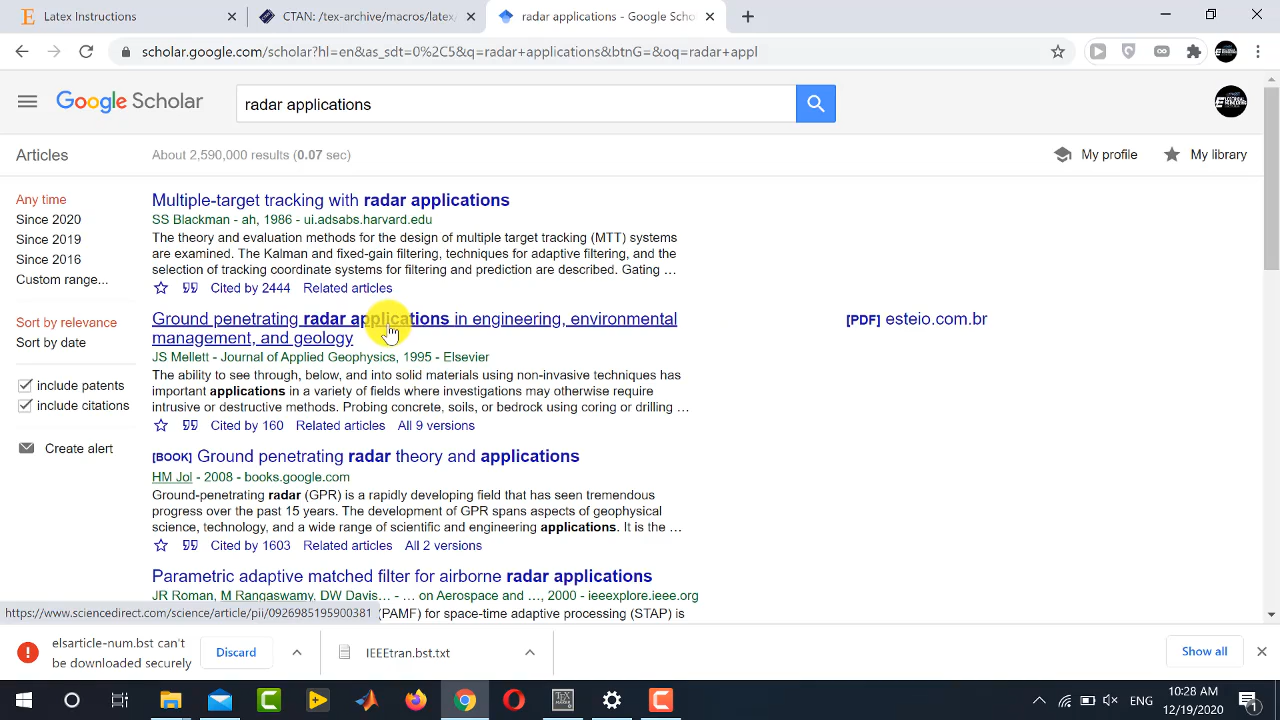 Latex Instructions
CTAN: /tex-archive/macros/latex/
radar applications - Google Scho
scholar.google.com/scholar?hl=en&as_sdt=0%2C5&q=radar+applications&btnG=&oq=radar+appl
Google Scholar
radar applications
Articles
About 2,590,000 results (0.07 sec)
My profile
My library
Any time
Since 2020
Since 2019
Since 2016
Custom range...
Sort by relevance
Sort by date
include patents
include citations
Create alert
Multiple-target tracking with radar applications
SS Blackman - ah, 1986 - ui.adsabs.harvard.edu
The theory and evaluation methods for the design of multiple target tracking (MTT) systems
are examined. The Kalman and fixed-gain filtering, techniques for adaptive filtering, and the
selection of tracking coordinate systems for filtering and prediction are described. Gating …
Cited by 2444 Related articles
Ground penetrating radar applications in engineering, environmental
management, and geology
JS Mellett - Journal of Applied Geophysics, 1995 - Elsevier
The ability to see through, below, and into solid materials using non-invasive techniques has
important applications in a variety of fields where investigations may otherwise require
intrusive or destructive methods. Probing concrete, soils, or bedrock using coring or drilling …
Cited by 160 Related articles All 9 versions
[PDF] esteio.com.br
[BOOK] Ground penetrating radar theory and applications
HM Jol - 2008 - books.google.com
Ground-penetrating radar (GPR) is a rapidly developing field that has seen tremendous
progress over the past 15 years. The development of GPR spans aspects of geophysical
science, technology, and a wide range of scientific and engineering applications. It is the …
Cited by 1603 Related articles All 2 versions
Parametric adaptive matched filter for airborne radar applications
JR Roman, M Rangaswamy, DW Davis… - … on Aerospace and …, 2000 - ieeexplore.ieee.org
(PAMF) for space-time adaptive processing (STAP) is
https://www.sciencedirect.com/science/article/pii/0926985195900381
elsarticle-num.bst can't
be downloaded securely
Discard
IEEEtran.bst.txt
Show all
ENG
10:28 AM
12/19/2020